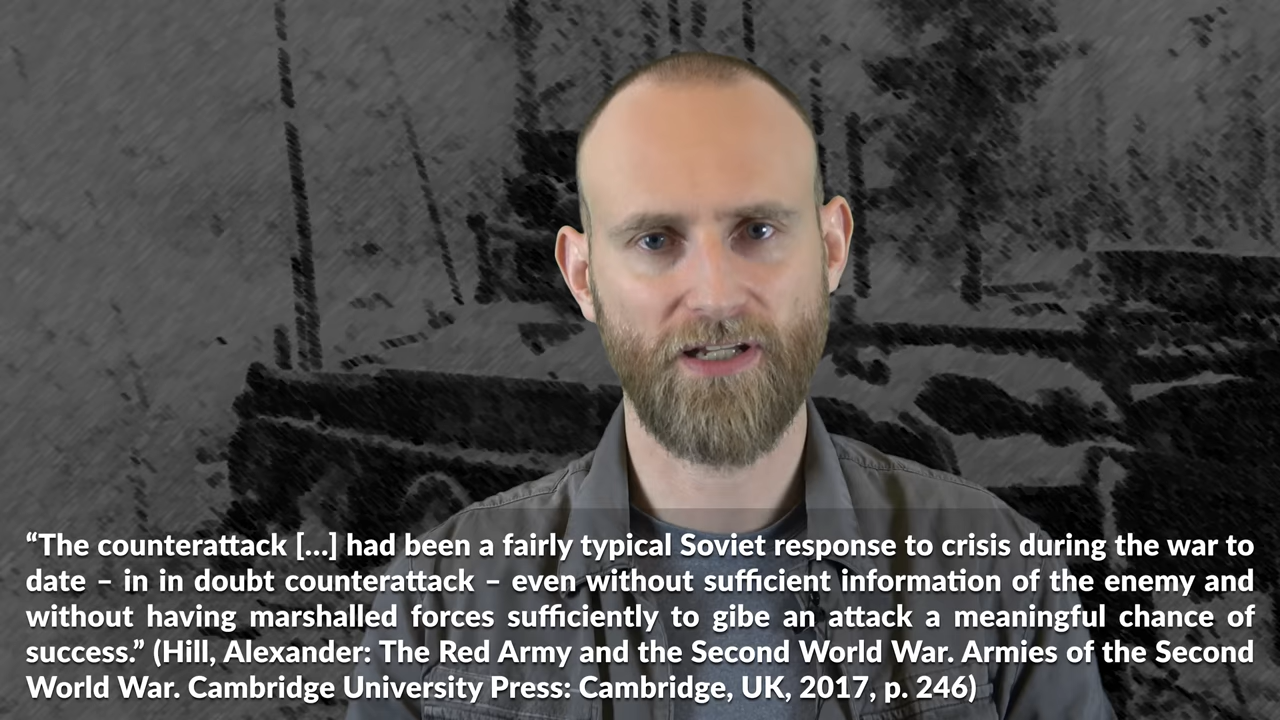 “The counterattack [...] had been a fairly typical Soviet response to crisis during the war to
date – in in doubt counterattack – even without sufficient information of the enemy and
without having marshalled forces sufficiently to gibe an attack a meaningful chance of
success.” (Hill, Alexander: The Red Army and the Second World War. Armies of the Second
World War. Cambridge University Press: Cambridge, UK, 2017, p. 246)